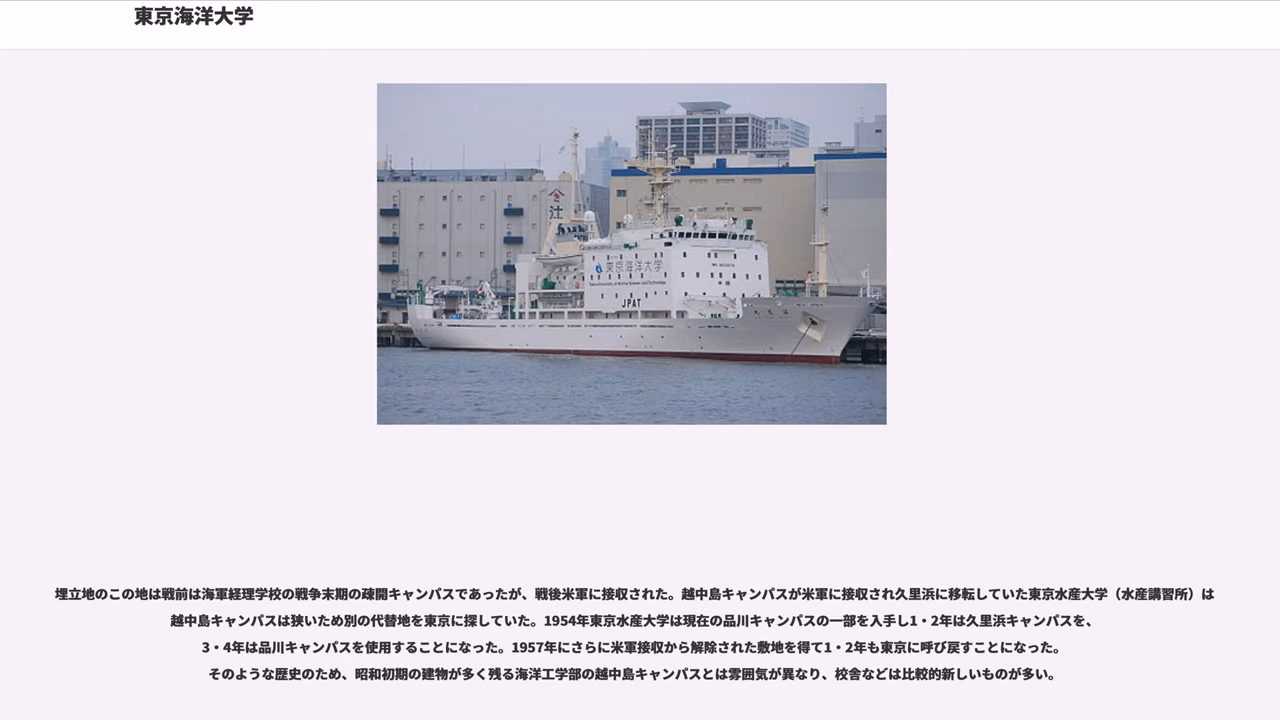 東京海洋大学
辻
東京海洋大学
Tokyo University of Marine Science and Technology
JPAT
埋立地のこの地は戦前は海軍経理学校の戦争末期の疎開キャンパスであったが、戦後米軍に接収された。越中島キャンパスが米軍に接収され久里浜に移転していた東京水産大学（水産講習所）は
越中島キャンパスは狭いため別の代替地を東京に探していた。1954年東京水産大学は現在の品川キャンパスの一部を入手し1・2年は久里浜キャンパスを、
3・4年は品川キャンパスを使用することになった。1957年にさらに米軍接収から解除された敷地を得て1・2年も東京に呼び戻すことになった。
そのような歴史のため、昭和初期の建物が多く残る海洋工学部の越中島キャンパスとは雰囲気が異なり、校舎などは比較的新しいものが多い。